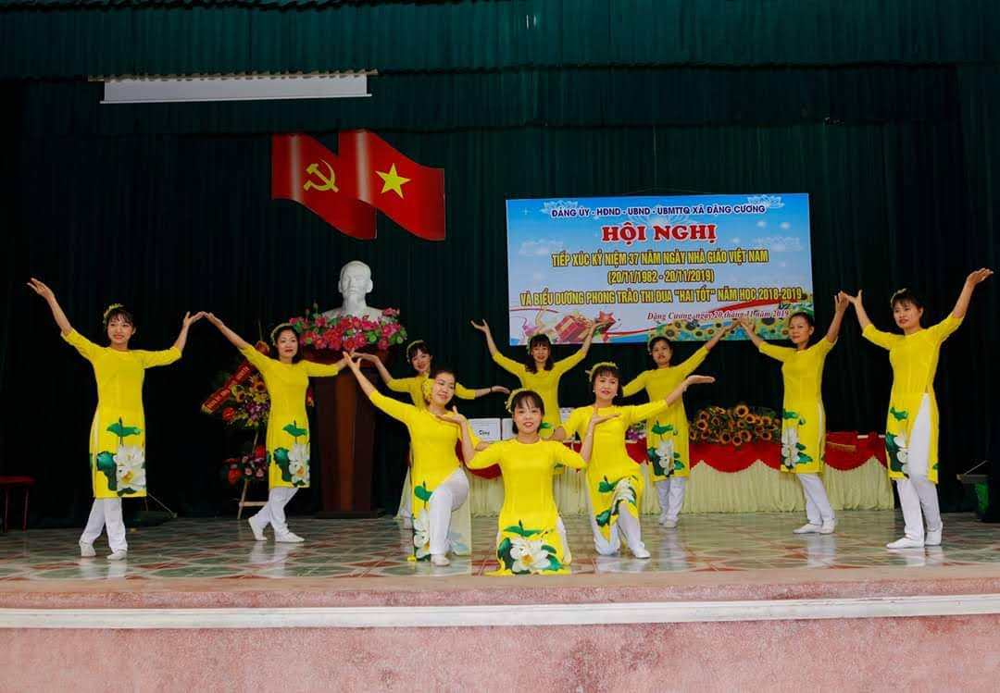 ĐẢNG ỦY - HĐND - UBND - UBMTTQ XÃ ĐẶNG CƯƠNG
HỘI NGHỊ
TIẾP XÚC KỶ NIỆM 37 NĂM NGÀY NHÀ GIÁO VIỆT NAM
(20/11/1982 - 20/11/2019)
VÀ BIỂU DƯƠNG PHONG TRÀO THI ĐUA "HAI TỐT" NĂM HỌC 2018-2019
Đặng Cương, ngày 20 tháng 11 năm 2019